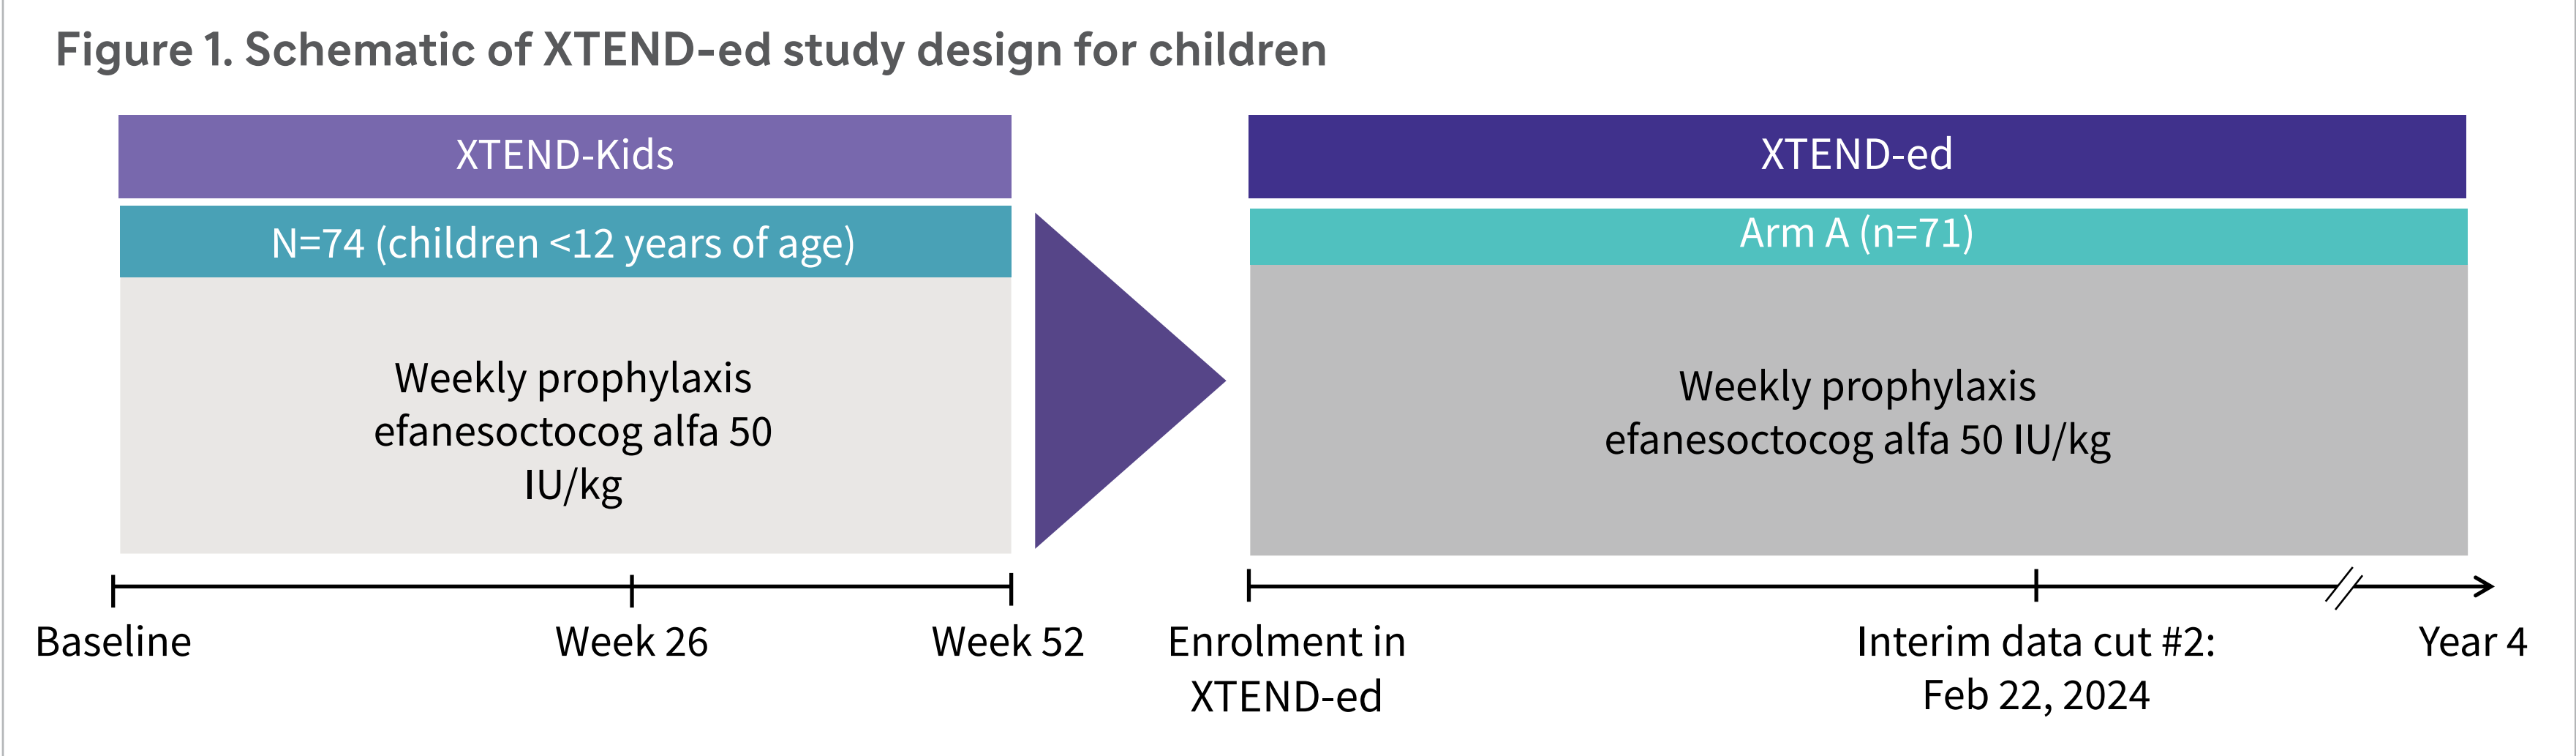 Figure 1. Schematic of XTEND-ed study design for children
XTEND-Kids
N=74 (children <12 years of age)
Weekly prophylaxis
efanesoctocog alfa 50
IU/kg
Baseline
Week 26
Week 52
XTEND-ed
Arm A (n=71)
Weekly prophylaxis
efanesoctocog alfa 50 IU/kg
Enrolment in
XTEND-ed
Interim data cut #2:
Feb 22, 2024
Year 4